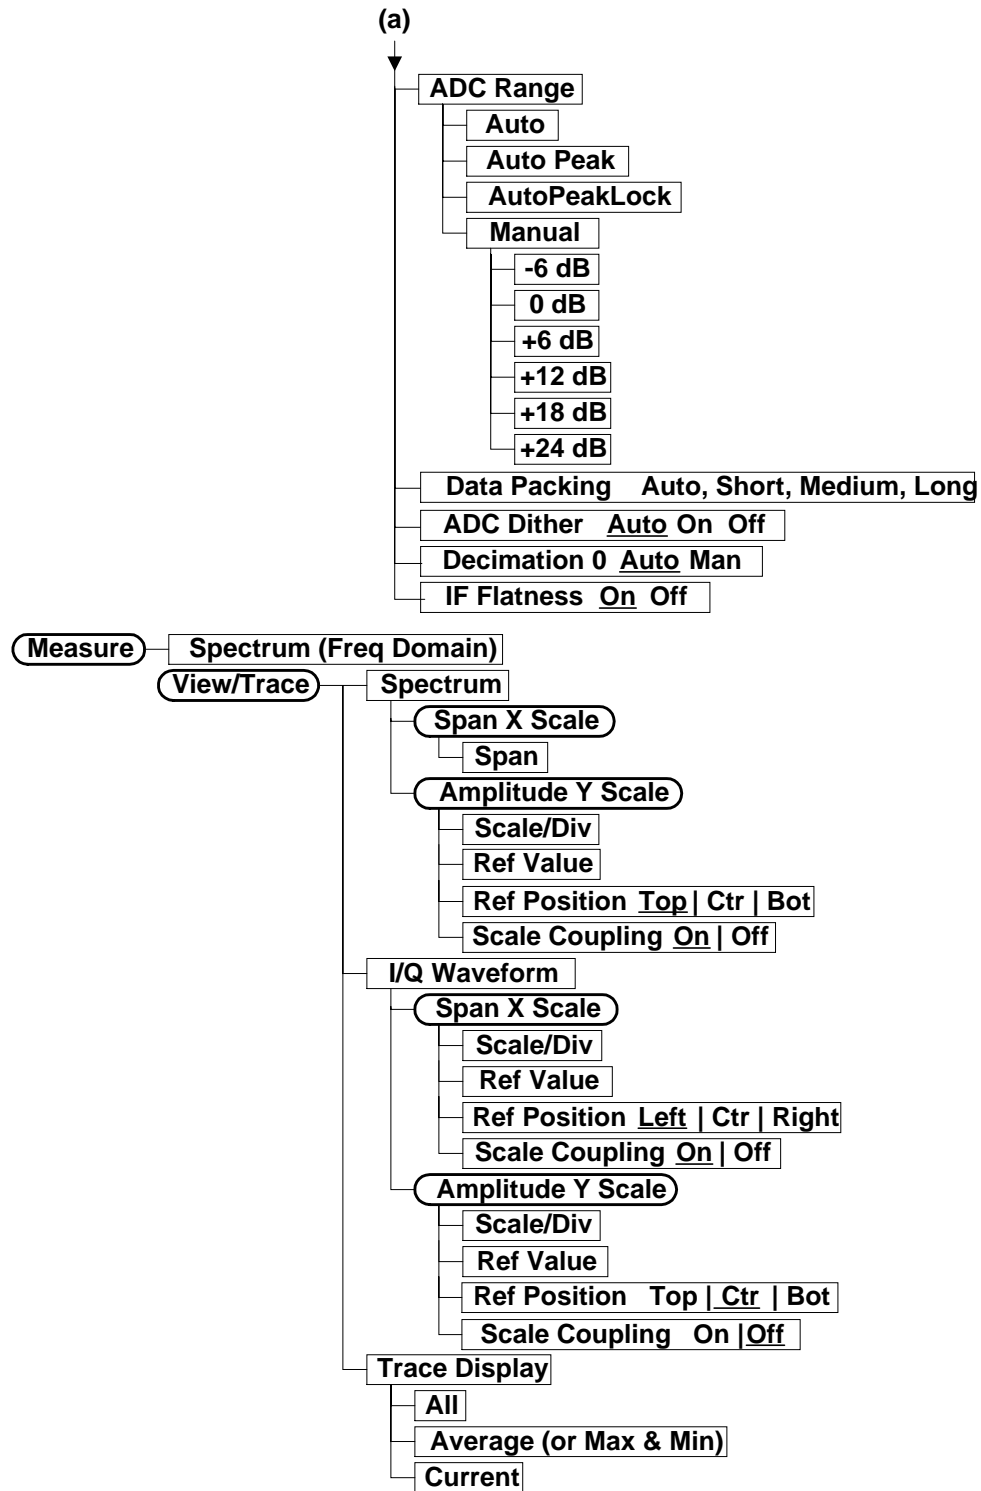 (a)
ADC Range
Auto
Auto Peak
AutoPeakLock
Manual
-6 dB
0 dB
+6 dB
+12 dB
+18 dB
+24 dB
Data Packing Auto, Short, Medium, Long
ADC Dither Auto On Off
Decimation 0 Auto Man
IF Flatness On Off
Measure Spectrum (Freq Domain)
View/Trace Spectrum
Span X Scale
Span
Amplitude Y Scale
Scale/Div
Ref Value
Ref Position Top | Ctr | Bot
Scale Coupling On | Off
I/Q Waveform
Span X Scale
Scale/Div
Ref Value
Ref Position Left | Ctr | Right
Scale Coupling On | Off
Amplitude Y Scale
Scale/Div
Ref Value
Ref Position Top | Ctr | Bot
Scale Coupling On | Off
Trace Display
All
Average (or Max & Min)
Current